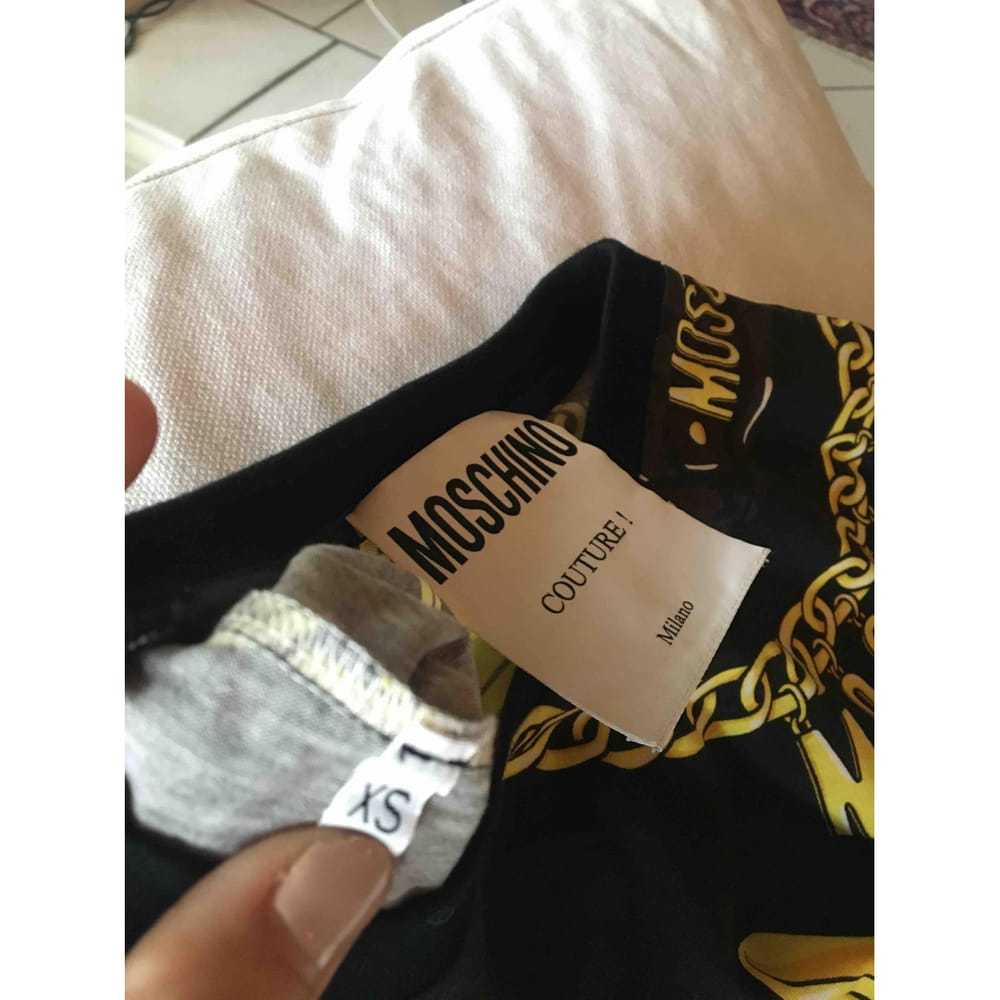 MOSCHINO
COUTURE !
Milano
XS